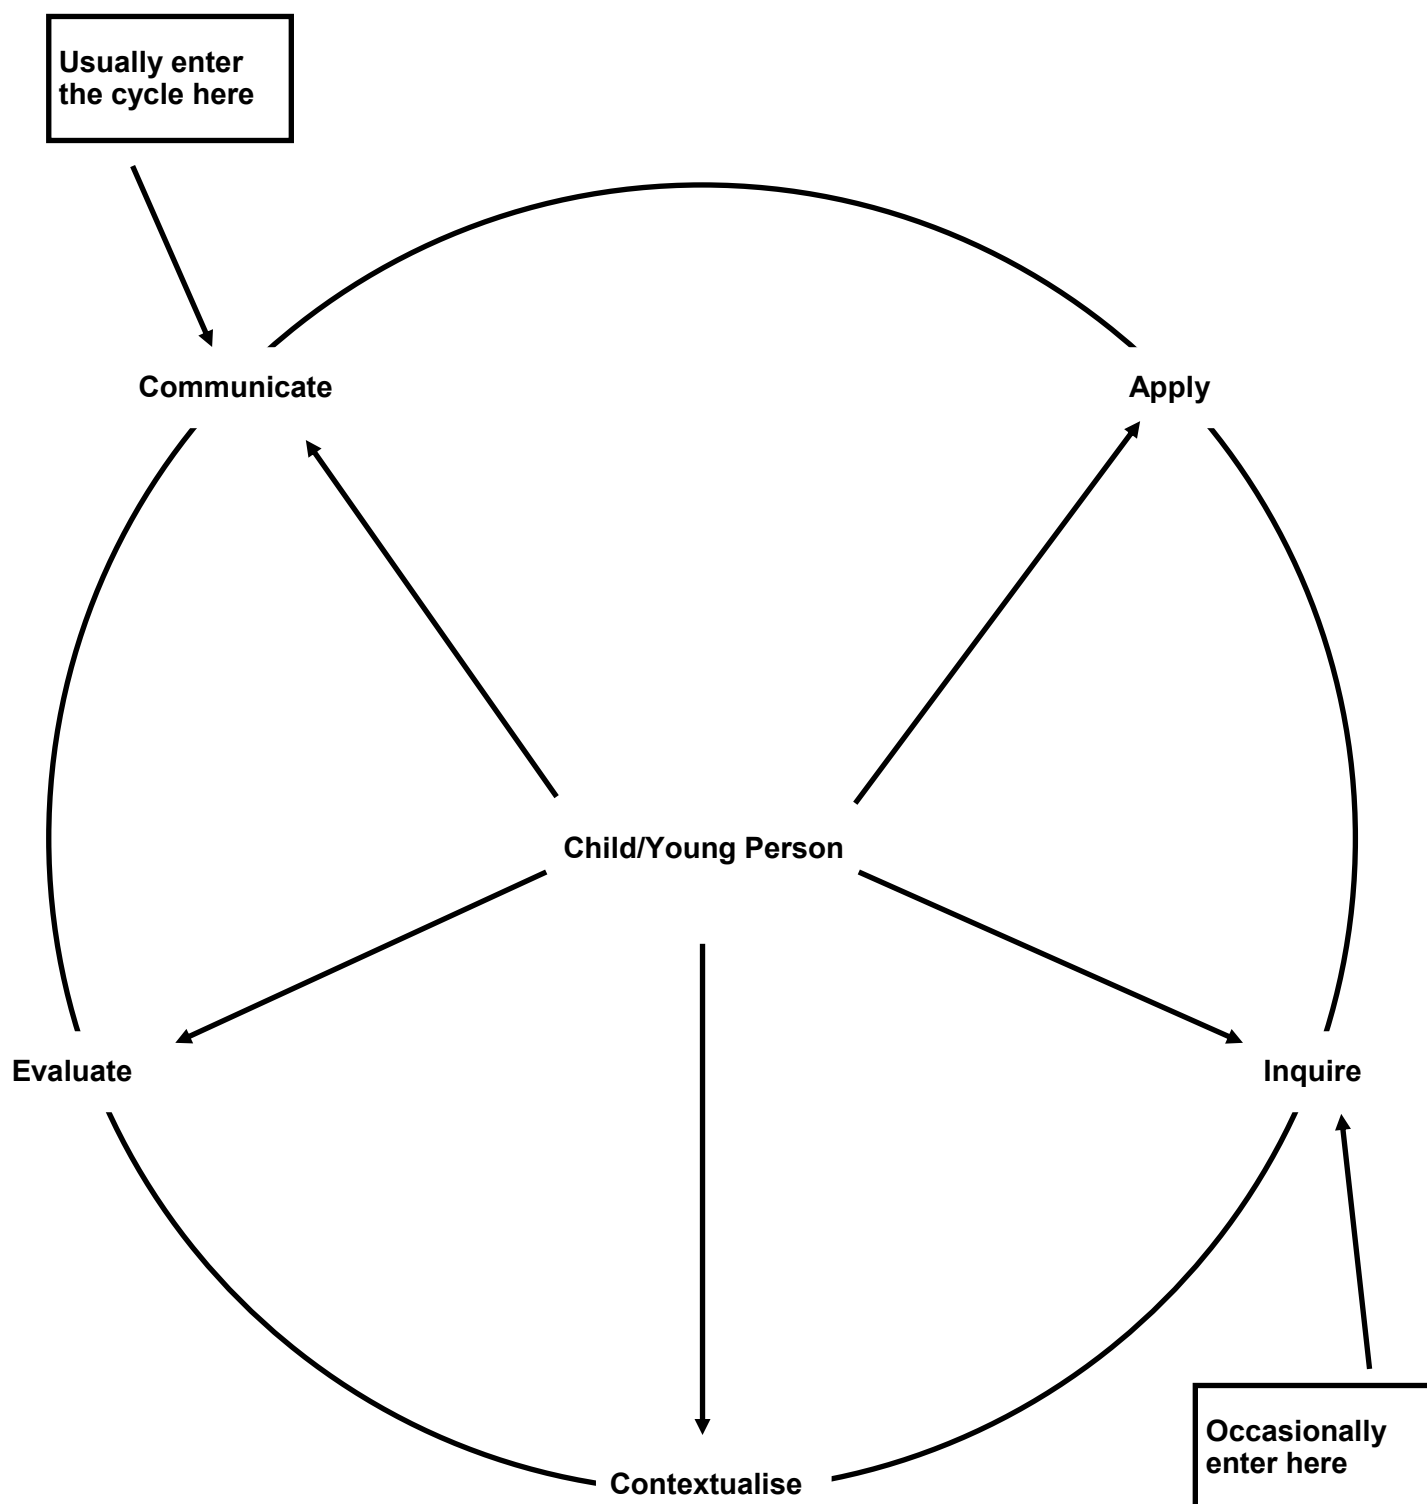 Usually enter
the cycle here
Communicate
Apply
Child/Young Person
Evaluate
Inquire
Occasionally
enter here
Contextualise